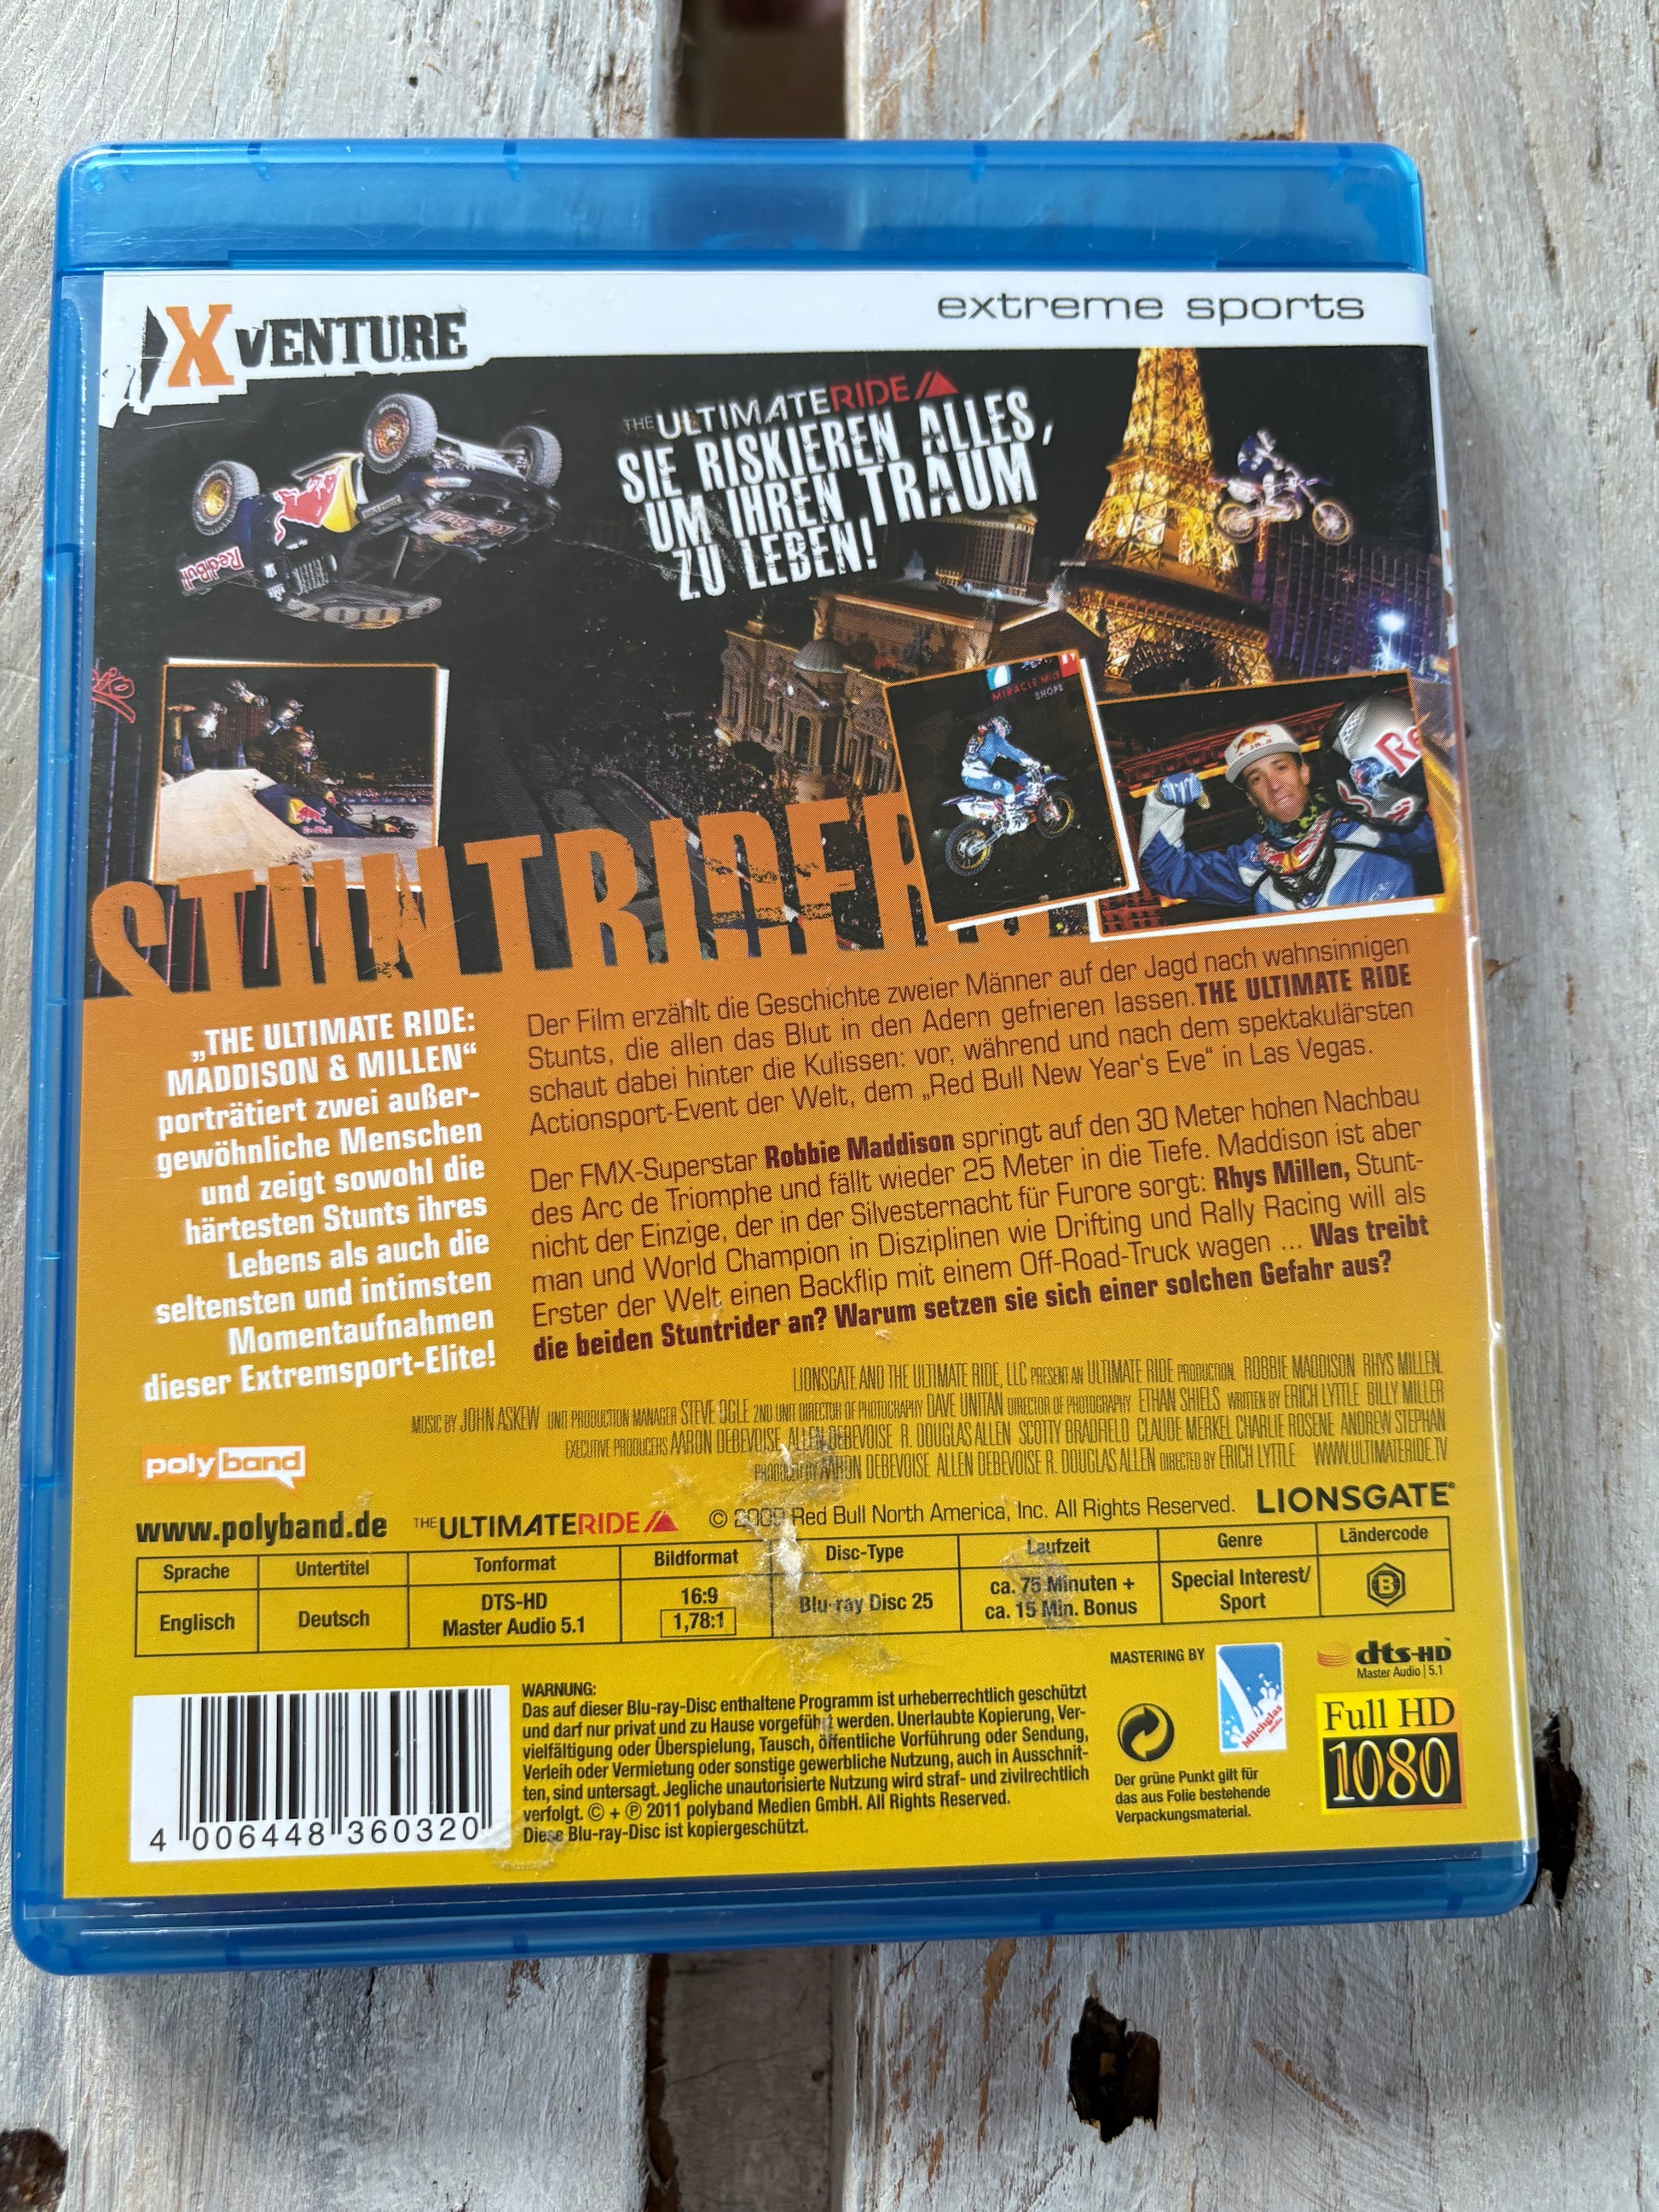 X VENTURE
extreme sports
THE ULTIMATE RIDE
SIE RISKIEREN ALLES,
UM IHREN TRAUM
ZU LEBEN!
Red Bull
MIRACLE MILE
SHOPS
Red Bull
STUNTRIDER
„THE ULTIMATE RIDE:
MADDISON & MILLEN“
porträtiert zwei außer-
gewöhnliche Menschen
und zeigt sowohl die
härtesten Stunts ihres
Lebens als auch die
seltensten und intimsten
Momentaufnahmen
dieser Extremsport-Elite!
Der Film erzählt die Geschichte zweier Männer auf der Jagd nach wahnsinnigen
Stunts, die allen das Blut in den Adern gefrieren lassen.THE ULTIMATE RIDE
schaut dabei hinter die Kulissen: vor, während und nach dem spektakulärsten
Actionsport-Event der Welt, dem „Red Bull New Year's Eve“ in Las Vegas.
Der FMX-Superstar Robbie Maddison springt auf den 30 Meter hohen Nachbau
des Arc de Triomphe und fällt wieder 25 Meter in die Tiefe. Maddison ist aber
nicht der Einzige, der in der Silvesternacht für Furore sorgt: Rhys Millen, Stunt-
man und World Champion in Disziplinen wie Drifting und Rally Racing will als
Erster der Welt einen Backflip mit einem Off-Road-Truck wagen ... Was treibt
die beiden Stuntrider an? Warum setzen sie sich einer solchen Gefahr aus?
LIONSGATE AND THE ULTIMATE RIDE, LLC PRESENT AN ULTIMATE RIDE PRODUCTION. ROBBIE MADDISON RHYS MILLEN.
MUSIC BY JOHN ASKEW UNIT PRODUCTION MANAGER STEVE OGLE 2ND UNIT DIRECTOR OF PHOTOGRAPHY DAVE UNITAN DIRECTOR OF PHOTOGRAPHY ETHAN SHIELS WRITTEN BY ERICH LYTTLE BILLY MILLER
EXECUTIVE PRODUCERS AARON DEBEVOISE ALLEN DEBEVOISE R. DOUGLAS ALLEN SCOTTY BRADFIELD CLAUDE MERKEL CHARLIE ROSENE ANDREW STEPHAN
PRODUCED BY AARON DEBEVOISE ALLEN DEBEVOISE R. DOUGLAS ALLEN DIRECTED BY ERICH LYTTLE WWW.ULTIMATERIDE.TV
polyband
www.polyband.de
THE ULTIMATE RIDE
© 2009 Red Bull North America, Inc. All Rights Reserved.
LIONSGATE
Sprache Untertitel Tonformat Bildformat Disc-Type Laufzeit Genre Ländercode
Englisch Deutsch DTS-HD Master Audio 5.1 16:9 1,78:1 Blu-ray Disc 25 ca. 75 Minuten + ca. 15 Min. Bonus Special Interest/ Sport B
MASTERING BY
Milchglas media
dts-HD
Master Audio | 5.1
Full HD
1080
WARNUNG:
Das auf dieser Blu-ray-Disc enthaltene Programm ist urheberrechtlich geschützt
und darf nur privat und zu Hause vorgeführt werden. Unerlaubte Kopierung, Ver-
vielfältigung oder Überspielung, Tausch, öffentliche Vorführung oder Sendung,
Verleih oder Vermietung oder sonstige gewerbliche Nutzung, auch in Ausschnit-
ten, sind untersagt. Jegliche unautorisierte Nutzung wird straf- und zivilrechtlich
verfolgt. © + ℗ 2011 polyband Medien GmbH. All Rights Reserved.
Diese Blu-ray-Disc ist kopiergeschützt.
Der grüne Punkt gilt für
das aus Folie bestehende
Verpackungsmaterial.
4 006448 360320